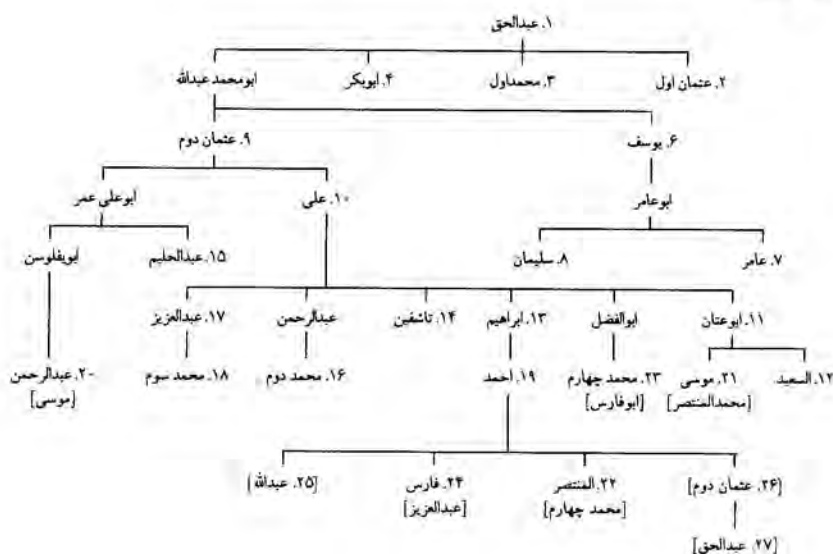 ۱. عبدالحق
۲. عثمان اول ۳. محمداول ۴. ابوبکر ابومحمد عبدالله
۶. یوسف ۹. عثمان دوم
ابوعامر ۱۰. علی ابوعلی عمر
۷. عامر ۸. سلیمان ۱۵. عبدالحلیم ابویفلوسن
۱۱. ابوعتان ابوالفضل ۱۳. ابراهیم ۱۴. تاشفین عبدالرحمن ۱۷. عبدالعزیز
۱۲. السعید ۲۱. موسی ۲۳. محمد چهارم ۱۹. احمد ۱۶. محمد دوم ۱۸. محمد سوم ۲۰. عبدالرحمن
[محمدالمنتصر] [ابوفارس] [موسی]
[۲۶. عثمان دوم] ۲۲. المنتصر ۲۴. فارس [۲۵. عبدالله]
[محمد چهارم] [عبدالعزیز]
[۲۷. عبدالحق]